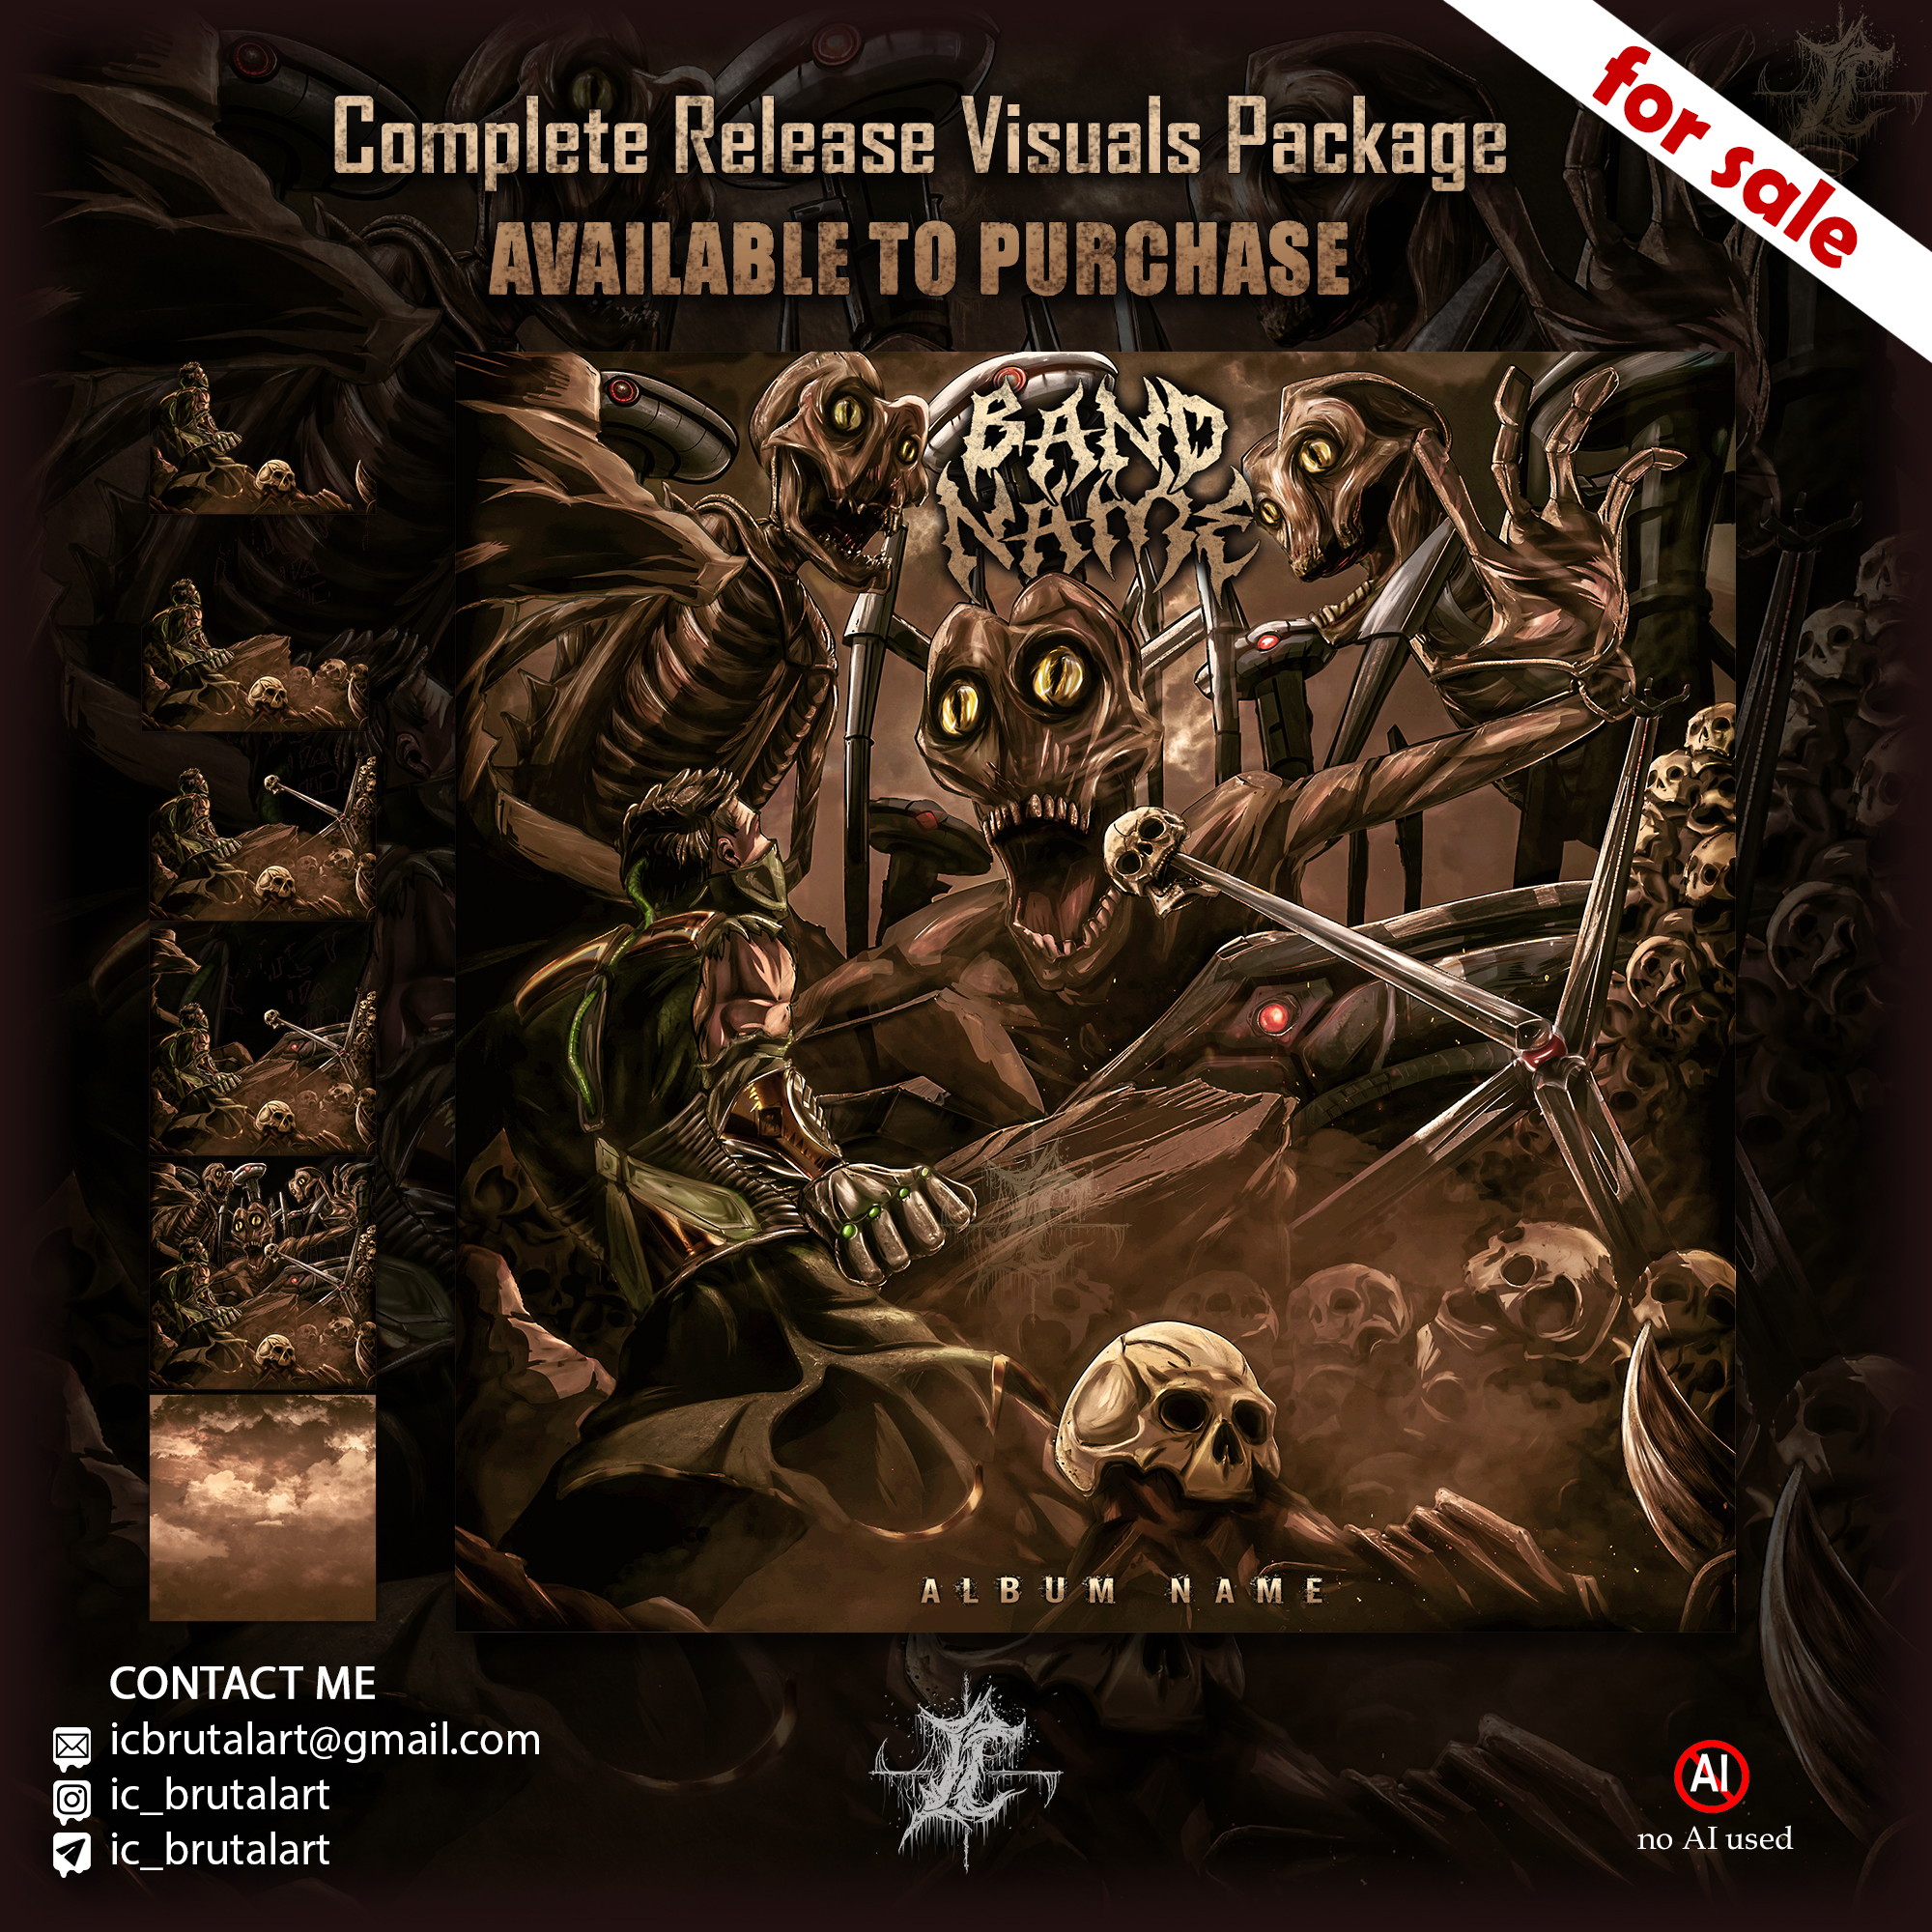 Complete Release Visuals Package
AVAILABLE TO PURCHASE
for sale
BAND
NAME
ALBUM NAME
CONTACT ME
icbrutalart@gmail.com
ic_brutalart
ic_brutalart
IC
AI
no AI used